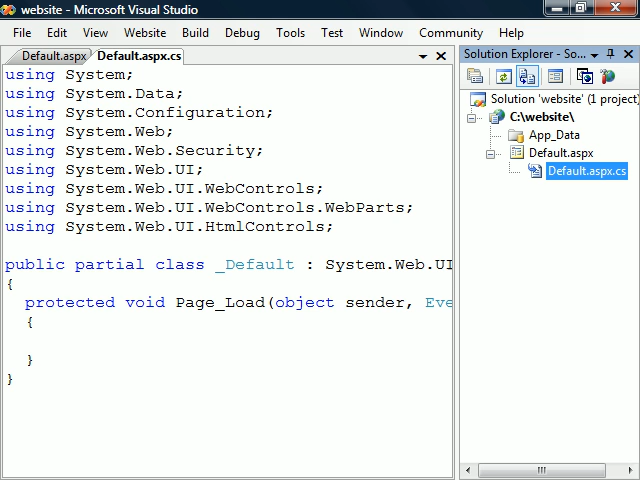 website - Microsoft Visual Studio
File Edit View Website Build Debug Tools Test Window Community Help
Default.aspx Default.aspx.cs
using System;
using System.Data;
using System.Configuration;
using System.Web;
using System.Web.Security;
using System.Web.UI;
using System.Web.UI.WebControls;
using System.Web.UI.WebControls.WebParts;
using System.Web.UI.HtmlControls;
public partial class _Default : System.Web.UI
{
protected void Page_Load(object sender, Eve
{
}
}
Solution Explorer - So...
Solution 'website' (1 project)
C:\website\
App_Data
Default.aspx
Default.aspx.cs